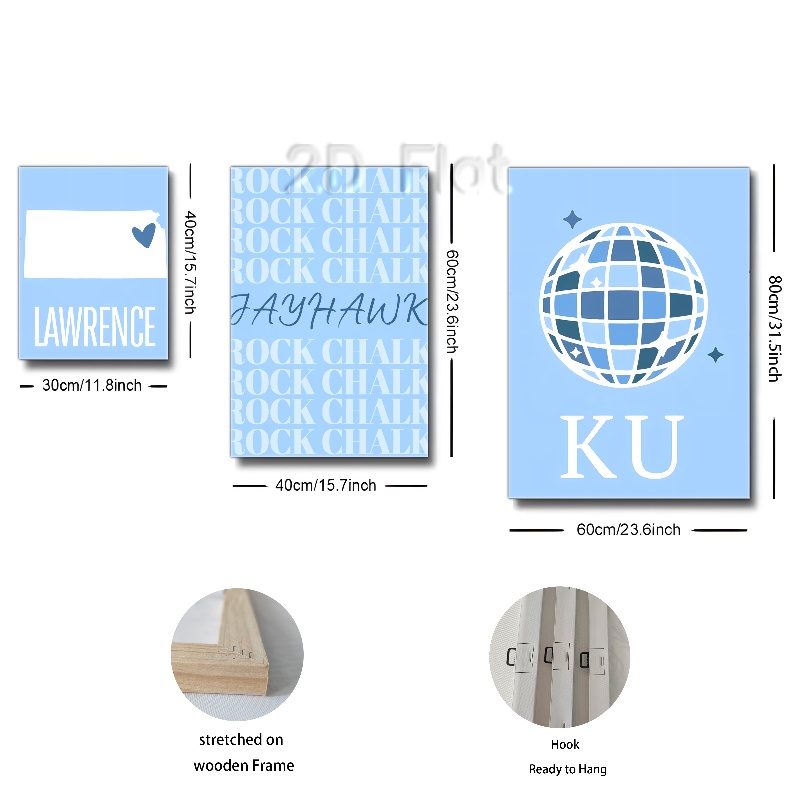 2D Flat
LAWRENCE
40cm/15.7inch
30cm/11.8inch
ROCK CHALK
ROCK CHALK
ROCK CHALK
ROCK CHALK
JAYHAWK
ROCK CHALK
ROCK CHALK
ROCK CHALK
ROCK CHALK
60cm/23.6inch
40cm/15.7inch
KU
80cm/31.5inch
60cm/23.6inch
stretched on
wooden Frame
Hook
Ready to Hang